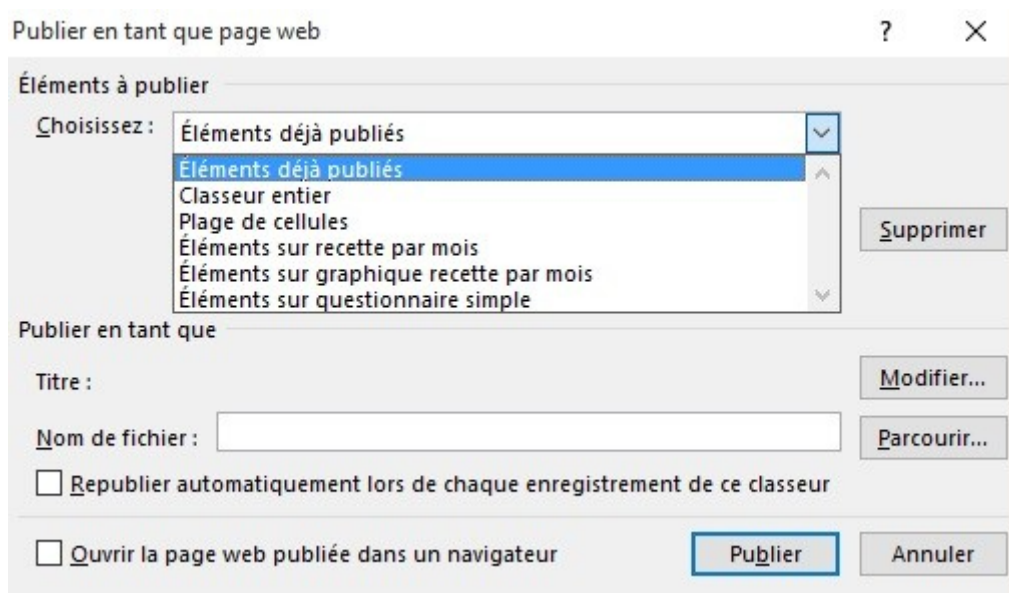 Publier en tant que page web ?
Éléments à publier
Choisissez : Éléments déjà publiés
Éléments déjà publiés
Classeur entier
Plage de cellules
Supprimer
Éléments sur recette par mois
Éléments sur graphique recette par mois
Éléments sur questionnaire simple
Publier en tant que
Titre : Modifier...
Nom de fichier : Parcourir...
Republier automatiquement lors de chaque enregistrement de ce classeur
Ouvrir la page web publiée dans un navigateur Publier Annuler